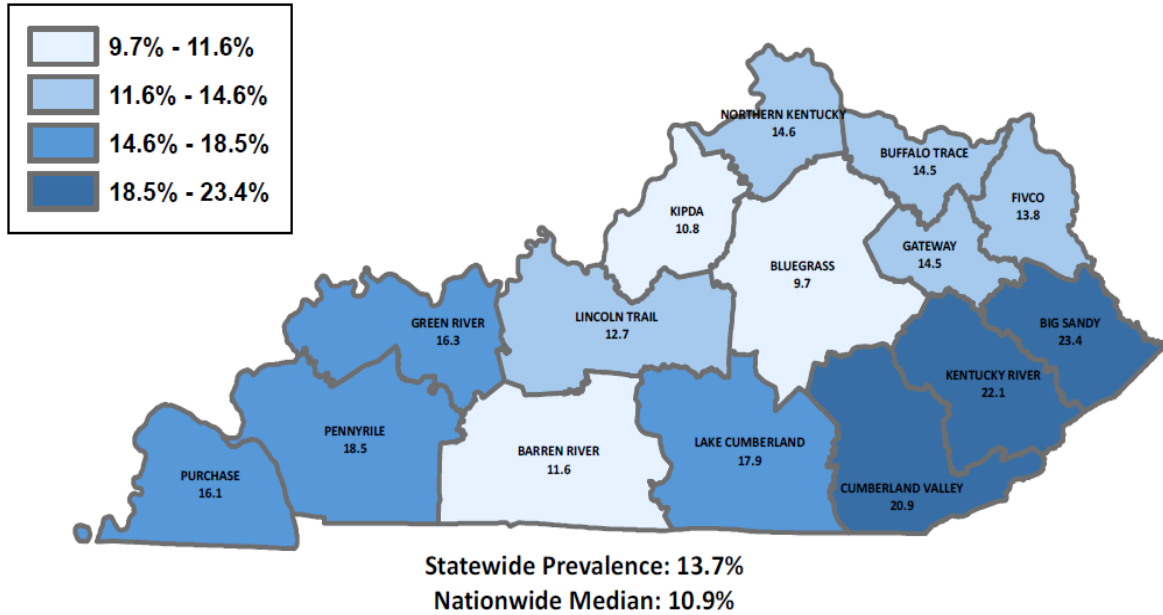 9.7% - 11.6%
11.6% - 14.6%
14.6% - 18.5%
18.5% - 23.4%
NORTHERN KENTUCKY
14.6
BUFFALO TRACE
14.5
FIVCO
13.8
KIPDA
10.8
GATEWAY
14.5
BLUEGRASS
9.7
GREEN RIVER
16.3
LINCOLN TRAIL
12.7
BIG SANDY
23.4
KENTUCKY RIVER
22.1
PENNYRILE
18.5
BARREN RIVER
11.6
LAKE CUMBERLAND
17.9
PURCHASE
16.1
CUMBERLAND VALLEY
20.9
Statewide Prevalence: 13.7%
Nationwide Median: 10.9%